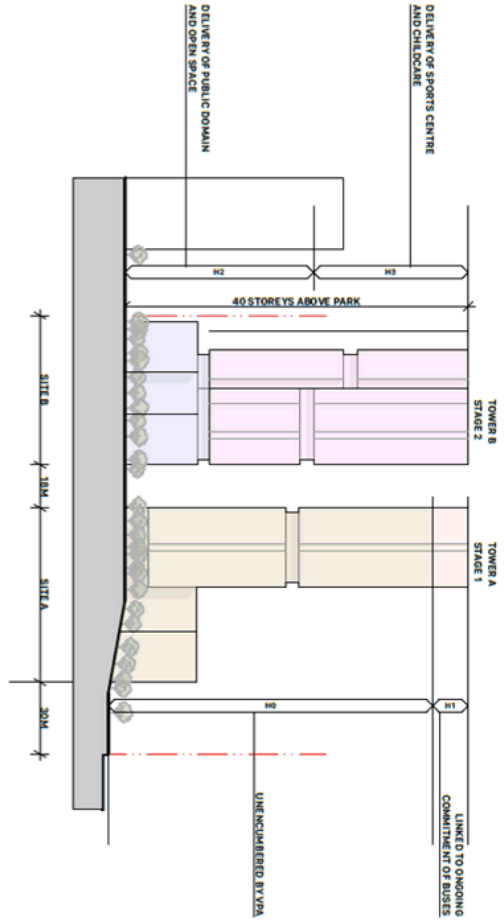 TOWER B
STAGE 2
TOWER A
STAGE 1
LINKED TO ONGOING
COMMITMENT OF BUSES
DELIVERY OF SPORTS CENTRE
AND CHILDCARE
H3
H1
40 STOREYS ABOVE PARK
H2
H0
DELIVERY OF PUBLIC DOMAIN
AND OPEN SPACE
UNENCUMBERED BY VPA
SITE B
18M
SITE A
30M